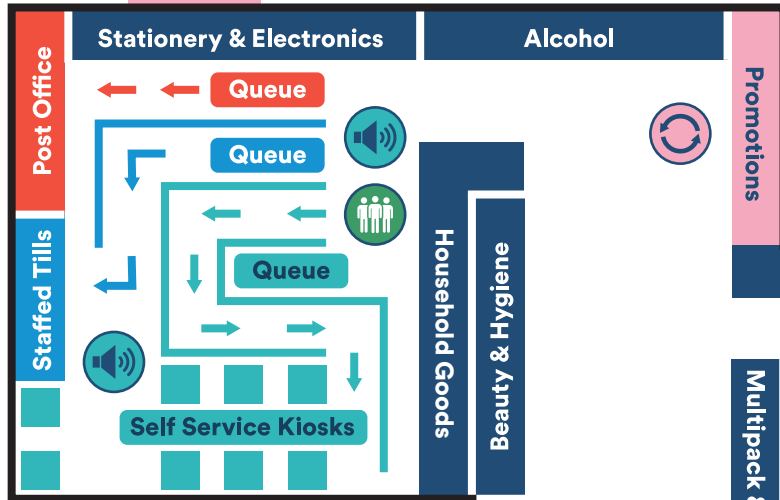 Stationery & Electronics
Alcohol
Post Office
Queue
Promotions
Queue
Staffed Tills
Queue
Household Goods
Beauty & Hygiene
Self Service Kiosks
Multipack &